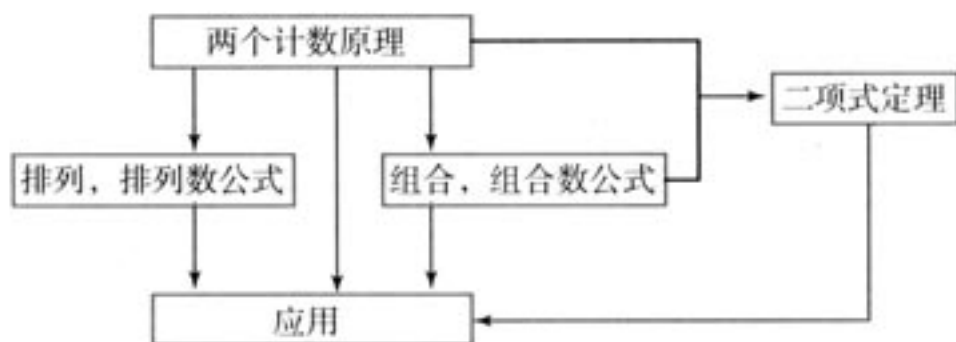 两个计数原理
二项式定理
排列，排列数公式
组合，组合数公式
应用